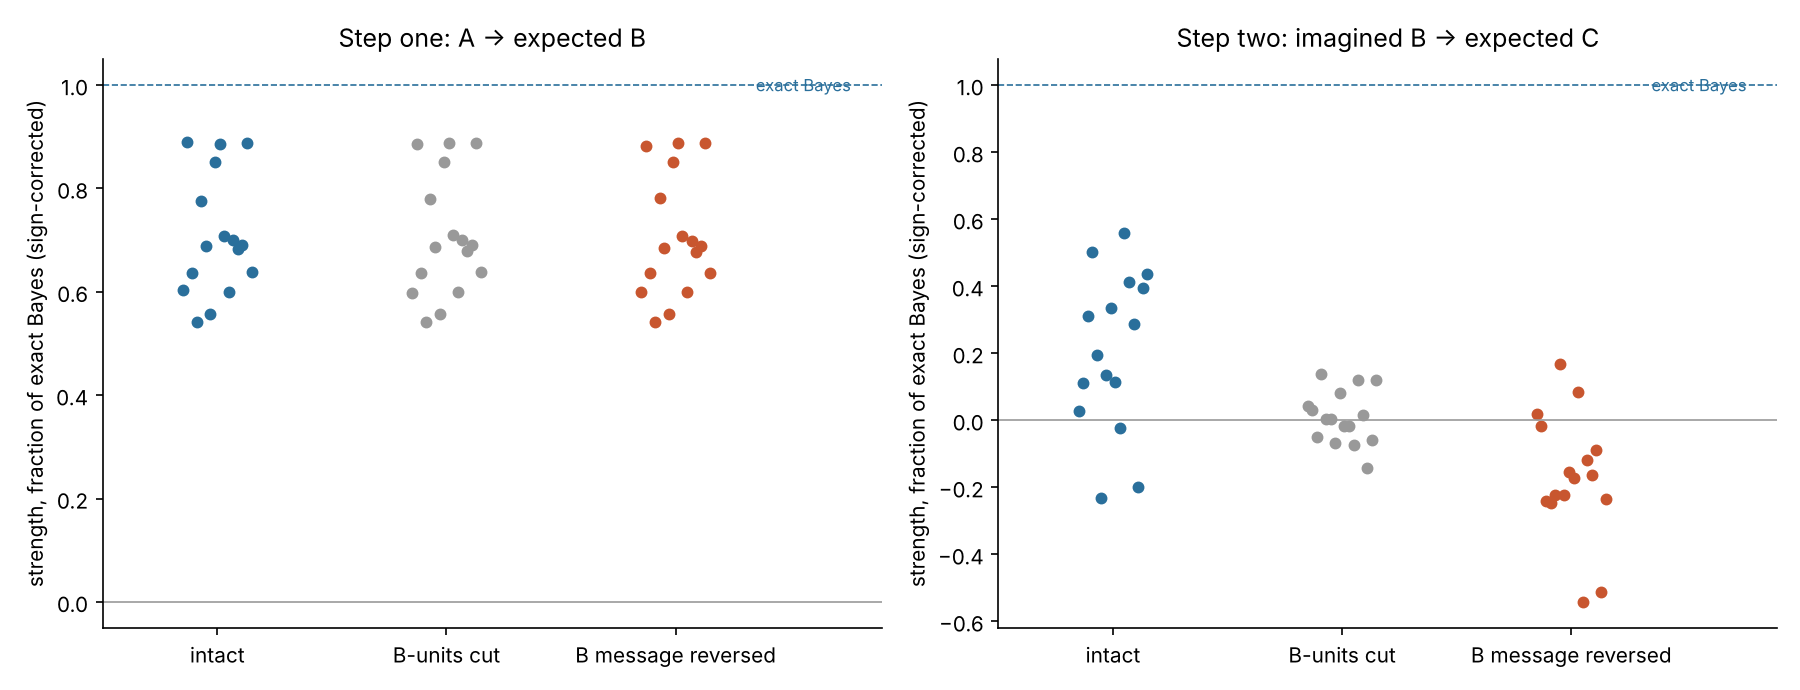 Step one: A → expected B
strength, fraction of exact Bayes (sign-corrected)
1.0
0.8
0.6
0.4
0.2
0.0
exact Bayes
intact
B-units cut
B message reversed
Step two: imagined B → expected C
strength, fraction of exact Bayes (sign-corrected)
1.0
0.8
0.6
0.4
0.2
0.0
−0.2
−0.4
−0.6
exact Bayes
intact
B-units cut
B message reversed